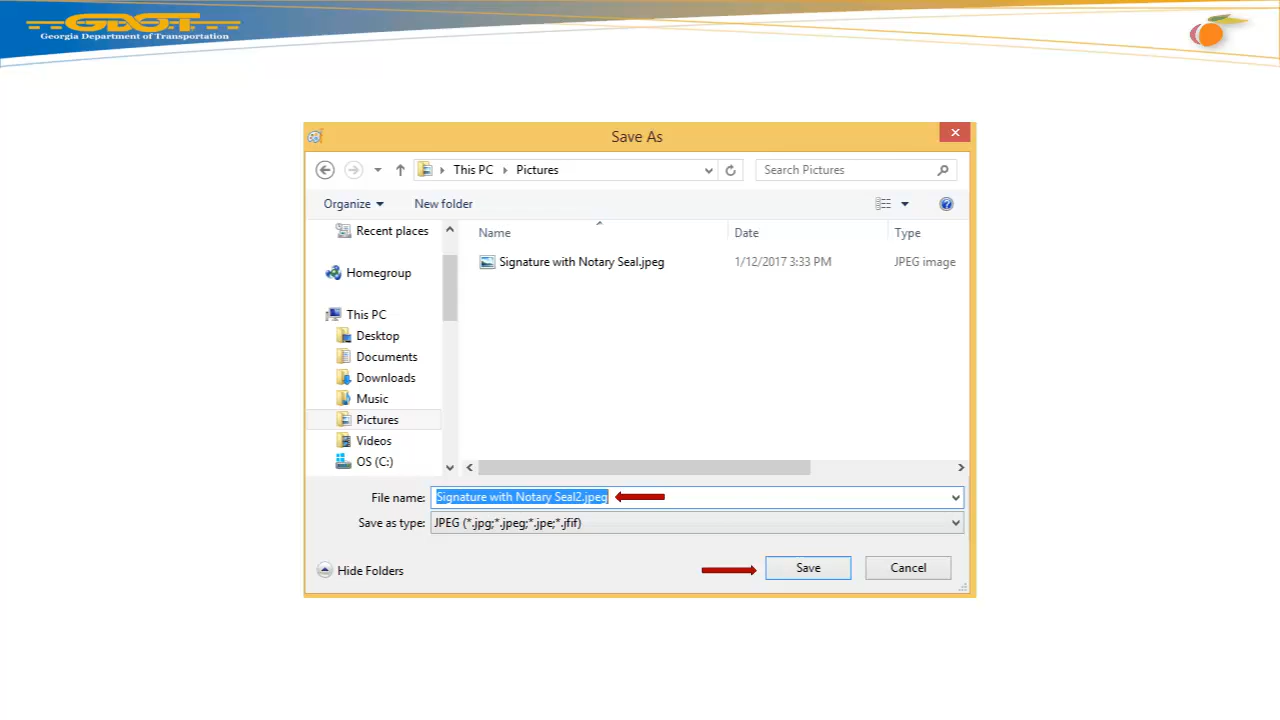 GDOT
Georgia Department of Transportation
Save As
This PC Pictures
Search Pictures
Organize New folder
Name Date Type
Recent places
Signature with Notary Seal.jpeg 1/12/2017 3:33 PM JPEG image
Homegroup
This PC
Desktop
Documents
Downloads
Music
Pictures
Videos
OS (C:)
File name: Signature with Notary Seal2.jpeg
Save as type: JPEG (*.jpg;*.jpeg;*.jpe;*.jfif)
Hide Folders Save Cancel